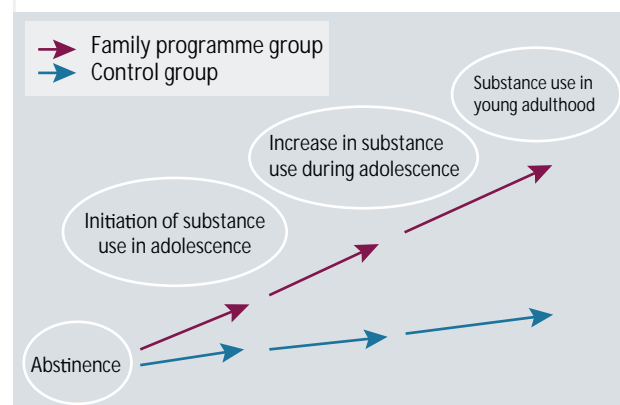 Family programme group
Control group
Substance use in
young adulthood
Increase in substance
use during adolescence
Initiation of substance
use in adolescence
Abstinence